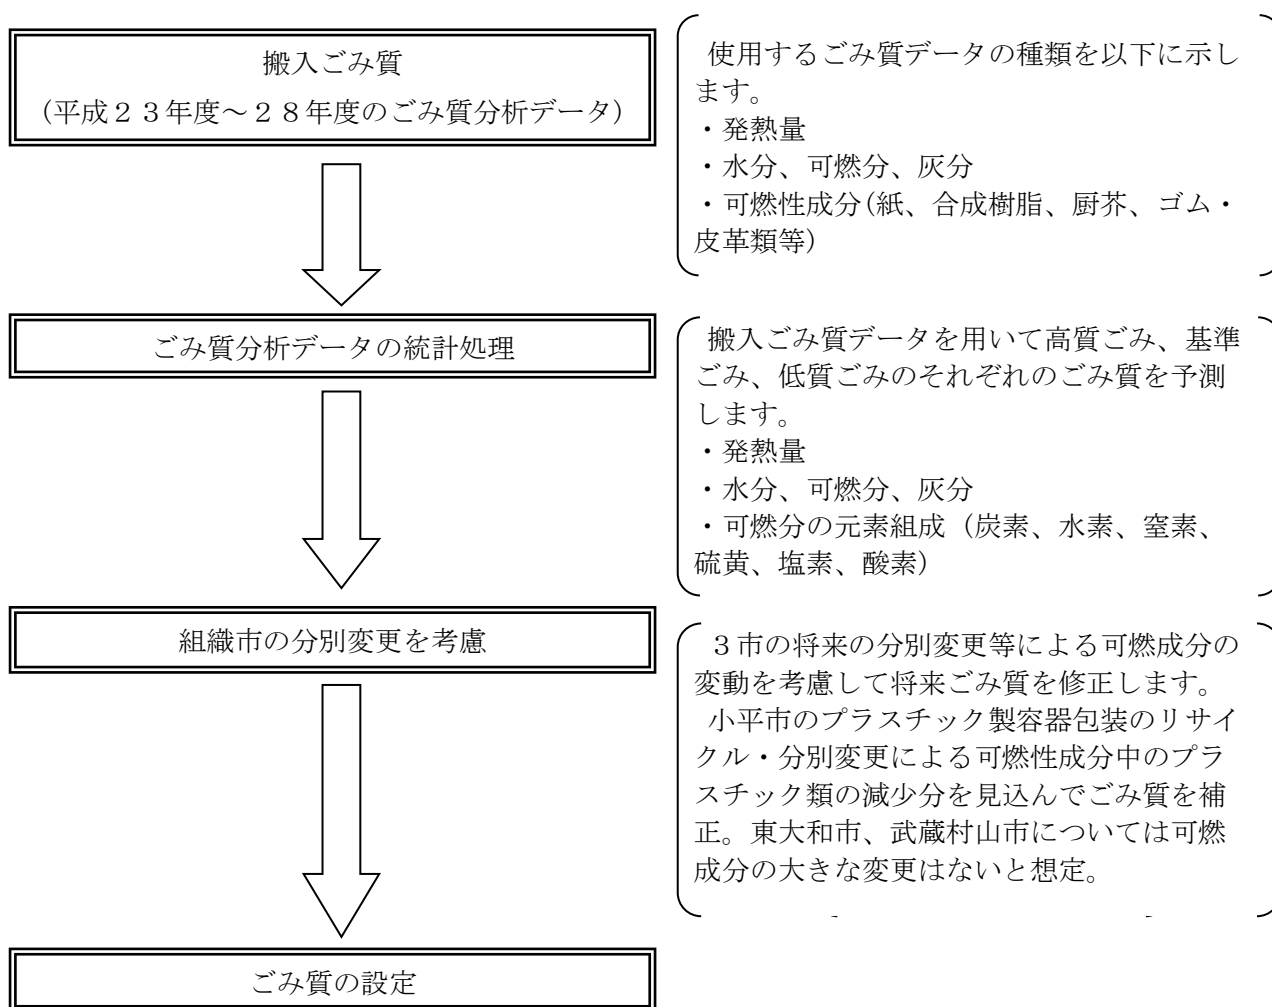 搬入ごみ質
（平成２３年度～２８年度のごみ質分析データ）
使用するごみ質データの種類を以下に示し
ます。
・発熱量
・水分、可燃分、灰分
・可燃性成分（紙、合成樹脂、厨芥、ゴム・
皮革類等）
ごみ質分析データの統計処理
搬入ごみ質データを用いて高質ごみ、基準
ごみ、低質ごみのそれぞれのごみ質を予測
します。
・発熱量
・水分、可燃分、灰分
・可燃分の元素組成（炭素、水素、窒素、
硫黄、塩素、酸素）
組織市の分別変更を考慮
３市の将来の分別変更等による可燃成分の
変動を考慮して将来ごみ質を修正します。
小平市のプラスチック製容器包装のリサイ
クル・分別変更による可燃性成分中のプラ
スチック類の減少分を見込んでごみ質を補
正。東大和市、武蔵村山市については可燃
成分の大きな変更はないと想定。
ごみ質の設定